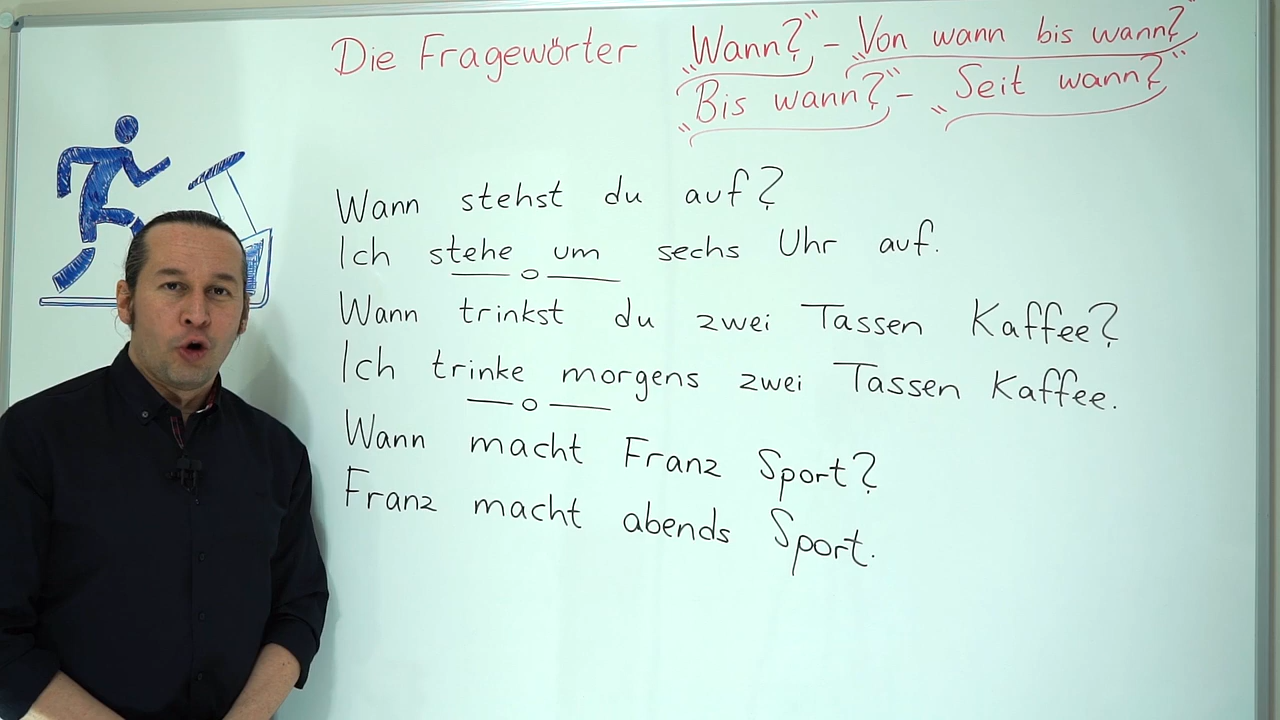 Die Fragewörter „Wann?“ – „Von wann bis wann?“
„Bis wann?“ – „Seit wann?“
Wann stehst du auf?
Ich stehe um sechs Uhr auf.
Wann trinkst du zwei Tassen Kaffee?
Ich trinke morgens zwei Tassen Kaffee.
Wann macht Franz Sport?
Franz macht abends Sport.